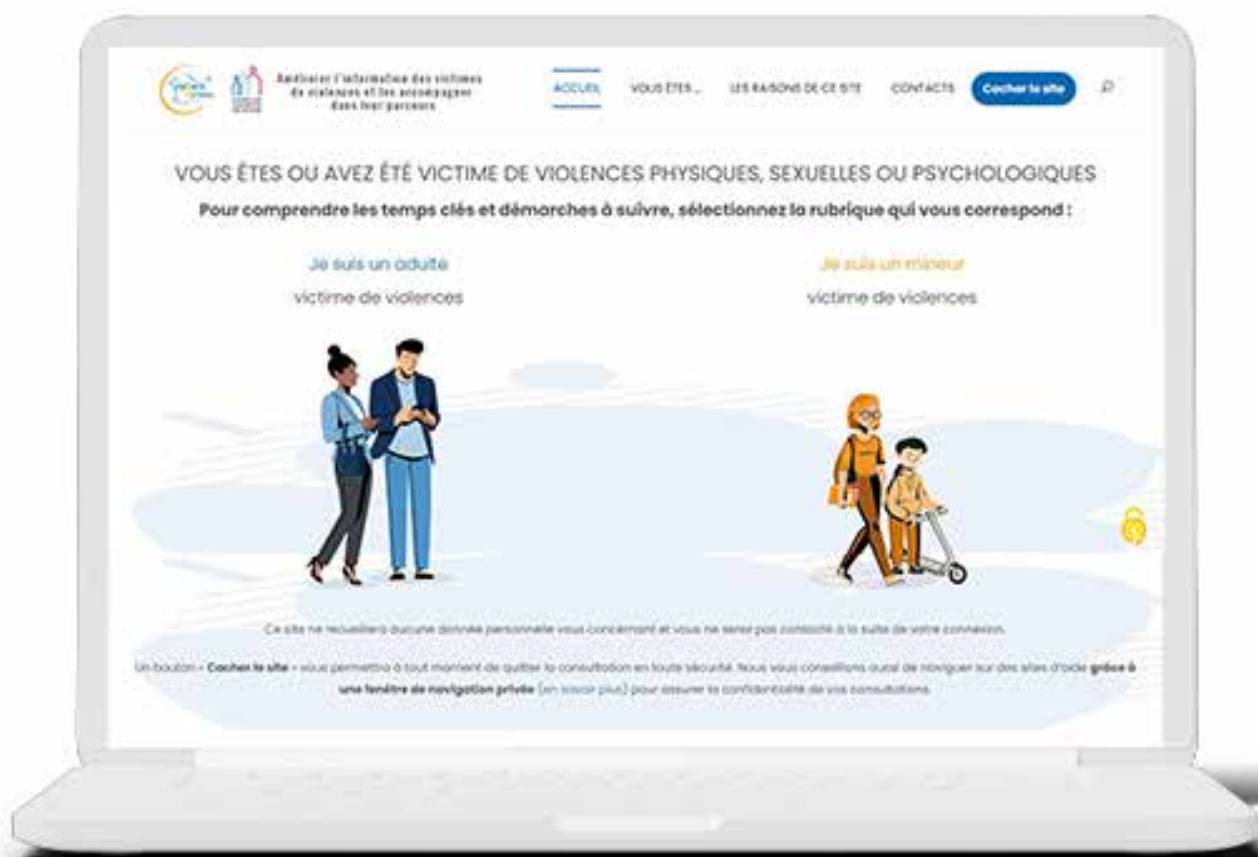 Améliorer l'information des victimes
de violences et les accompagner
dans leur parcours
ACCUEIL
VOUS ÊTES...
LES RAISONS DE CE SITE
CONTACTS
Cacher le site
VOUS ÊTES OU AVEZ ÉTÉ VICTIME DE VIOLENCES PHYSIQUES, SEXUELLES OU PSYCHOLOGIQUES
Pour comprendre les temps clés et démarches à suivre, sélectionnez la rubrique qui vous correspond :
Je suis un adulte
victime de violences
Je suis un mineur
victime de violences
Ce site ne recueillera aucune donnée personnelle vous concernant et vous ne serez pas contacté à la suite de votre connexion.
Un bouton « Cacher le site » vous permettra à tout moment de quitter la consultation en toute sécurité. Nous vous conseillons aussi de naviguer sur des sites d'aide grâce à
une fenêtre de navigation privée (en savoir plus) pour assurer la confidentialité de vos consultations.